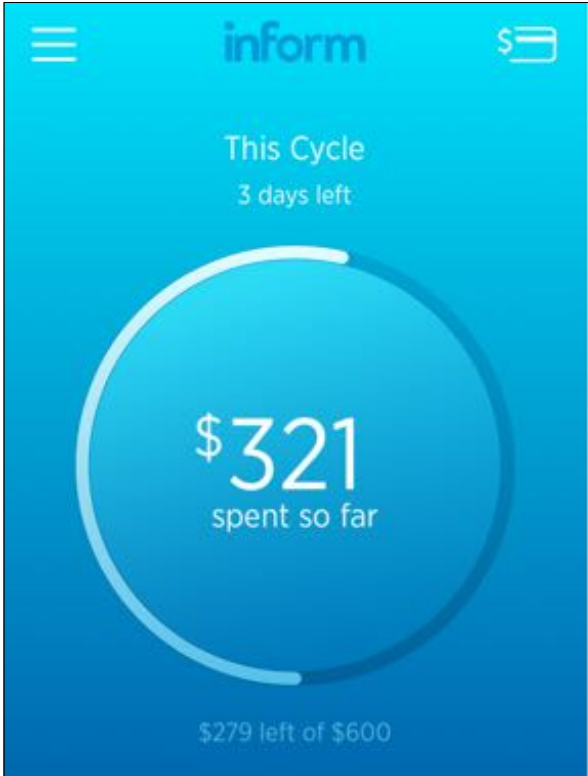 inform
$
This Cycle
3 days left
$321
spent so far
$279 left of $600